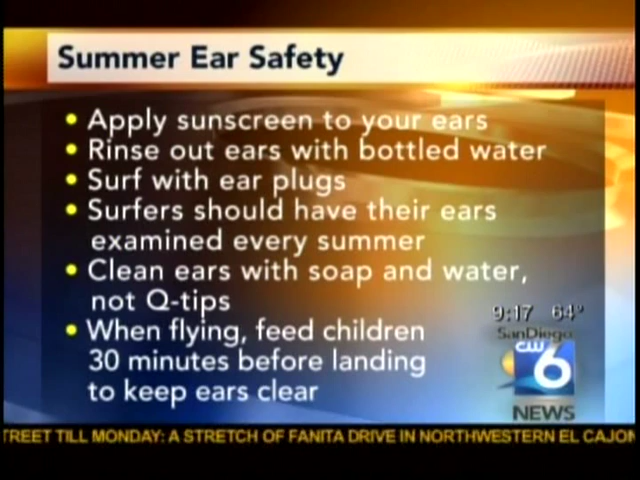 Summer Ear Safety
• Apply sunscreen to your ears
• Rinse out ears with bottled water
• Surf with ear plugs
• Surfers should have their ears
examined every summer
• Clean ears with soap and water,
not Q-tips
• When flying, feed children
30 minutes before landing
to keep ears clear
9:17 64°
SanDiego
CW
6
NEWS
TREET TILL MONDAY: A STRETCH OF FANITA DRIVE IN NORTHWESTERN EL CAJON